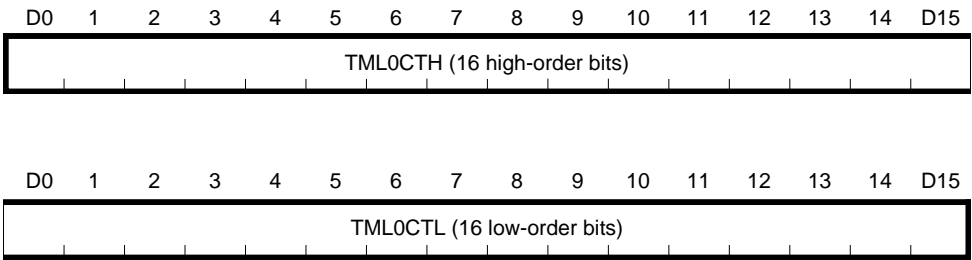 D0 1 2 3 4 5 6 7 8 9 10 11 12 13 14 D15
TML0CTH (16 high-order bits)
D0 1 2 3 4 5 6 7 8 9 10 11 12 13 14 D15
TML0CTL (16 low-order bits)